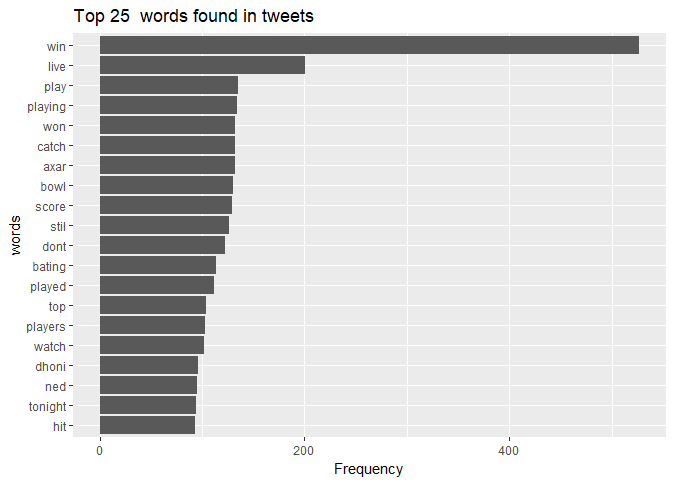 Top 25  words found in tweets
win
live
play
playing
won
catch
axar
bowl
score
stil
dont
bating
played
top
players
watch
dhoni
ned
tonight
hit
words
0 200 400
Frequency